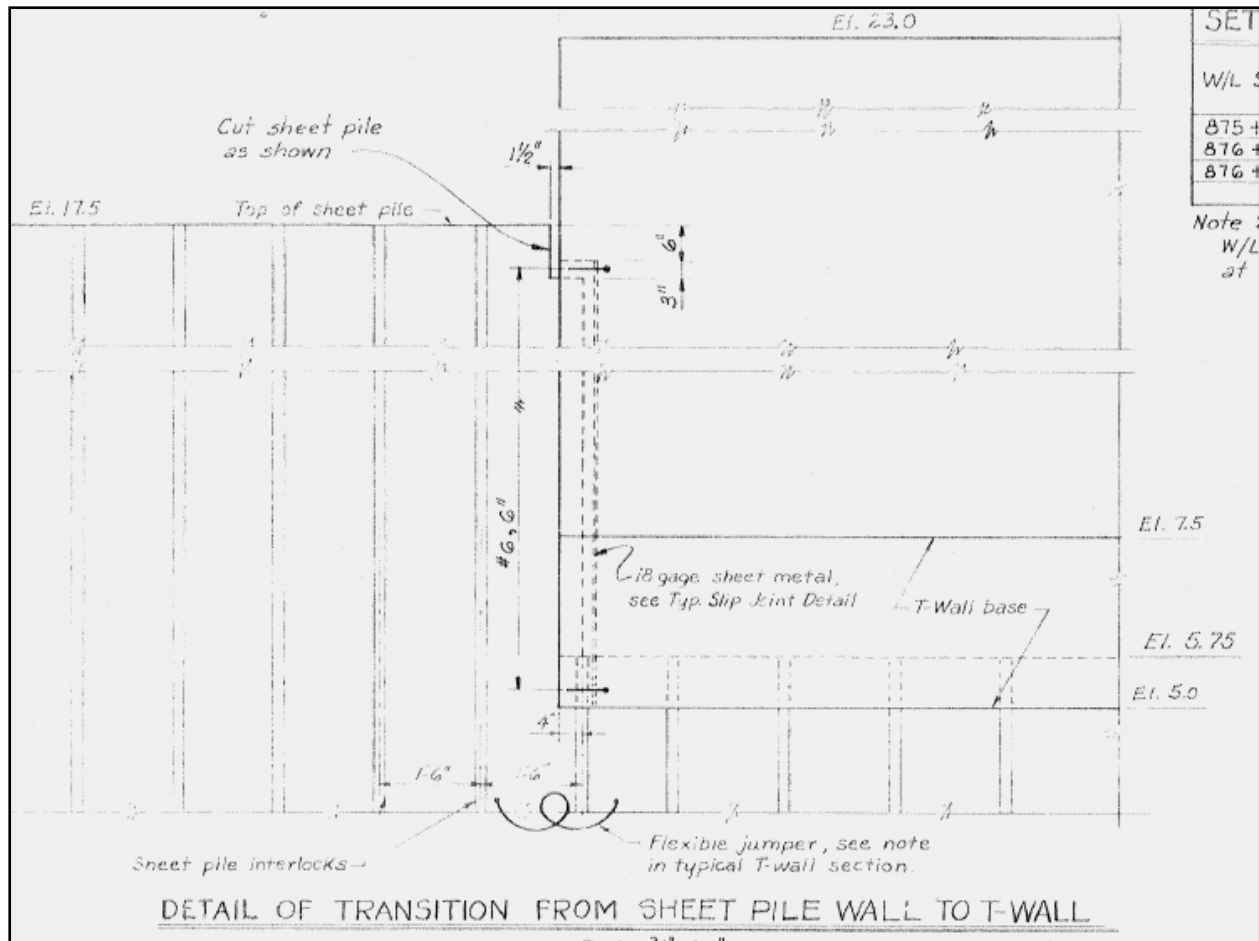 El. 23.0
SET
W/L S
875+
876+
876+
Note
W/L
at
Cut sheet pile
as shown
1½"
El. 17.5
Top of sheet pile
6"
3"
#6, 6"
18 gage sheet metal,
see Typ. Slip Joint Detail
T-Wall base
El. 7.5
El. 5.75
El. 5.0
4"
1'-6"
1'-6"
Sheet pile interlocks
Flexible jumper, see note
in typical T-wall section.
DETAIL OF TRANSITION FROM SHEET PILE WALL TO T-WALL